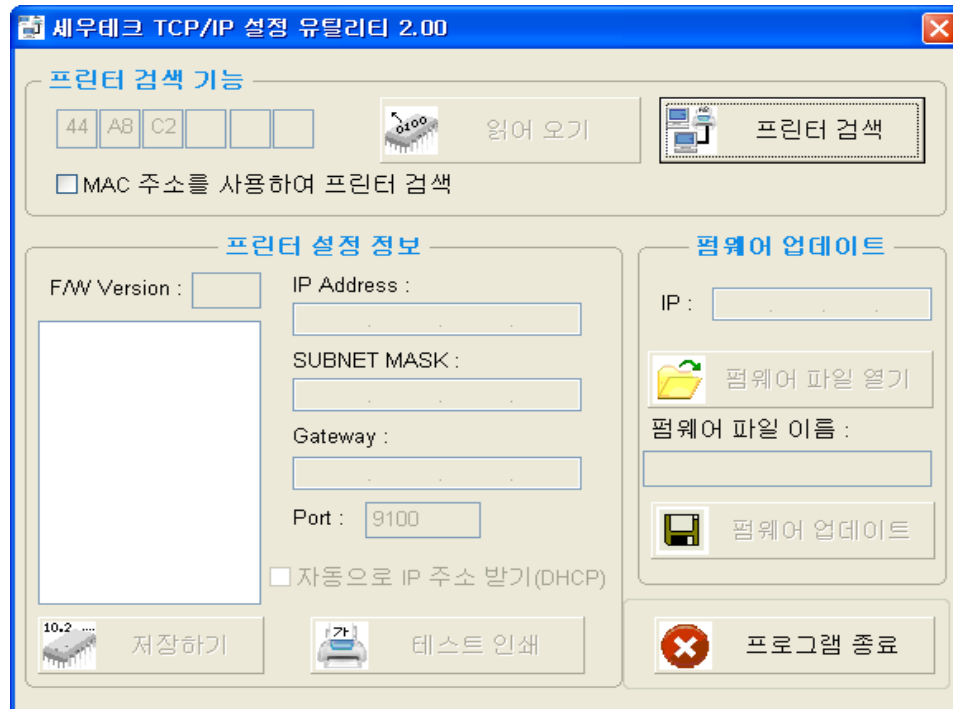 세우테크 TCP/IP 설정 유틸리티 2.00
프린터 검색 기능
44 A8 C2
0100 읽어 오기
프린터 검색
MAC 주소를 사용하여 프린터 검색
프린터 설정 정보
F/W Version :
IP Address :
. . .
SUBNET MASK :
. . .
Gateway :
. . .
Port : 9100
자동으로 IP 주소 받기(DHCP)
10.2 .... 저장하기
가 테스트 인쇄
펌웨어 업데이트
IP : . . .
펌웨어 파일 열기
펌웨어 파일 이름 :
펌웨어 업데이트
프로그램 종료